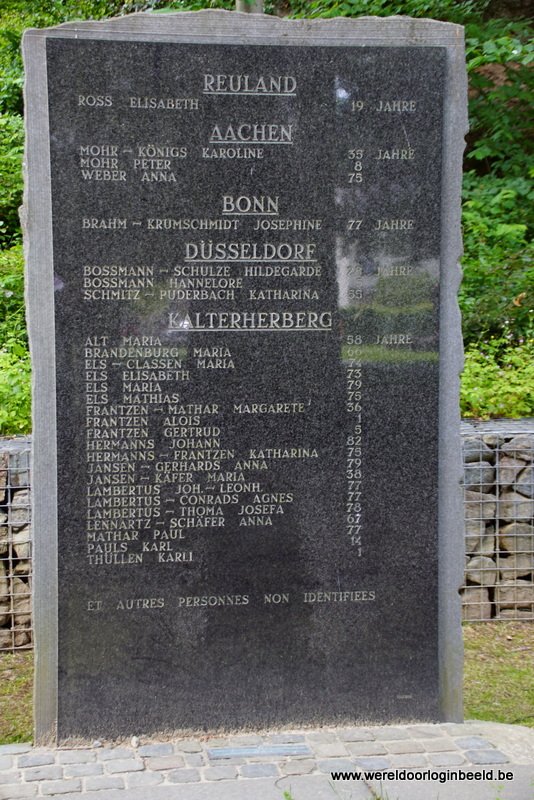 REULAND
ROSS ELISABETH 19 JAHRE
AACHEN
MOHR – KÖNIGS KAROLINE 35 JAHRE
MOHR PETER 8
WEBER ANNA 75
BONN
BRAHM – KRUMSCHMIDT JOSEPHINE 77 JAHRE
DÜSSELDORF
BOSSMANN – SCHULZE HILDEGARDE JAHRE
BOSSMANN HANNELORE
SCHMITZ – PUDERBACH KATHARINA
KALTERHERBERG
ALT MARIA 58 JAHRE
BRANDENBURG MARIA 66
ELS – CLASSEN MARIA 74
ELS ELISABETH 73
ELS MARIA 79
ELS MATHIAS 75
FRANTZEN – MATHAR MARGARETE 36
FRANTZEN ALOIS 1
FRANTZEN GERTRUD 5
HERMANNS JOHANN 82
HERMANNS – FRANTZEN KATHARINA 75
JANSEN – GERHARDS ANNA 79
JANSEN – KÄFER MARIA 38
LAMBERTUS JOH. – LEONH. 77
LAMBERTUS – CONRADS AGNES 77
LAMBERTUS – THOMA JOSEFA 78
LENNARTZ – SCHÄFER ANNA 67
MATHAR PAUL 77
PAULS KARL 14
THÜLLEN KARLI 1
ET AUTRES PERSONNES NON IDENTIFIEES
www.wereldoorloginbeeld.be